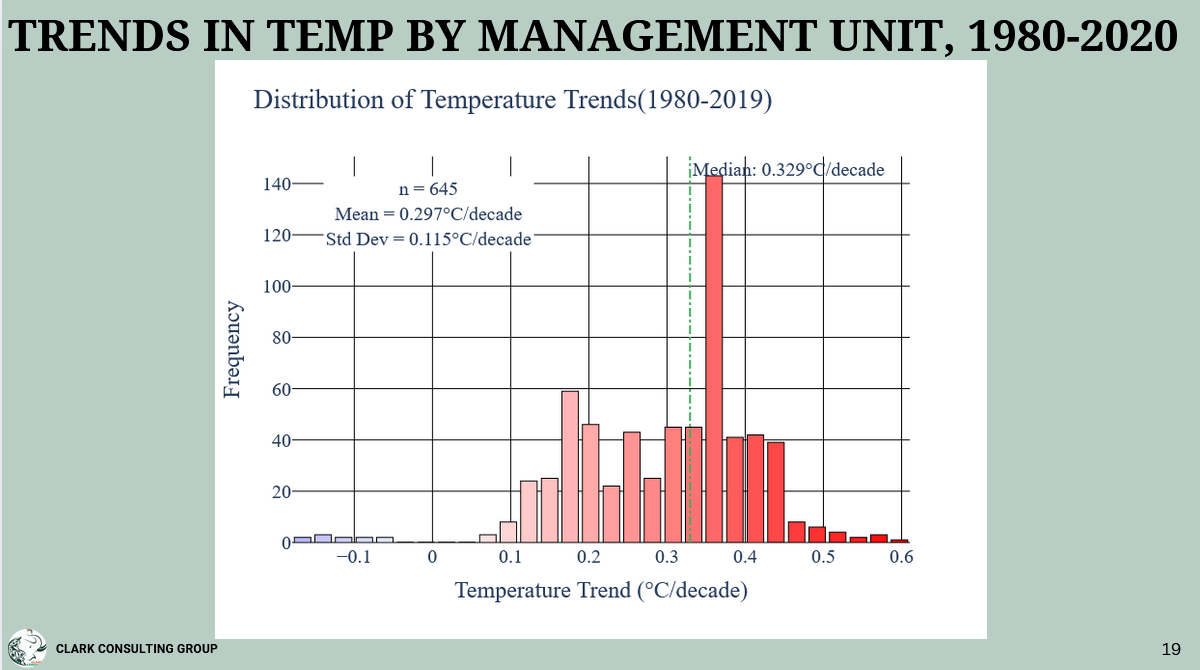 TRENDS IN TEMP BY MANAGEMENT UNIT, 1980-2020
Distribution of Temperature Trends(1980-2019)
Median: 0.329°C/decade
n = 645
Mean = 0.297°C/decade
Std Dev = 0.115°C/decade
140
120
100
80
60
40
20
0
Frequency
−0.1 0 0.1 0.2 0.3 0.4 0.5 0.6
Temperature Trend (°C/decade)
CLARK CONSULTING GROUP
19